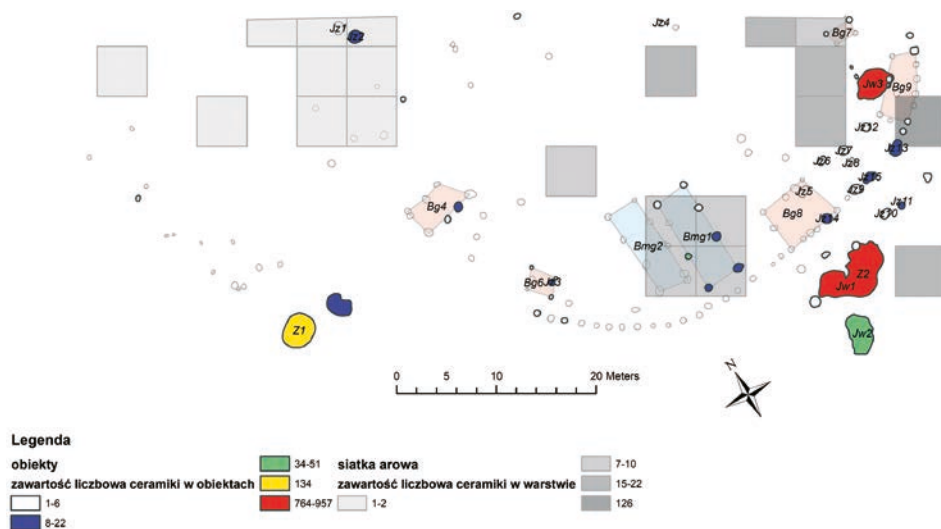 Jz1
Jz2
Jz4
Bg7
Jw3
Bg9
Jz12
Jz7
Jz13
Jz6
Jz8
Jz15
Jz9
Jz5
Bg4
Bg8
Jz14
Jz10
Jz11
Bmg2
Bmg1
Bg6
Z2
Jw1
Z1
Jw2
0 5 10 20 Meters
N
Legenda
obiekty
zawartość liczbowa ceramiki w obiektach
1-6
8-22
34-51
134
764-957
siatka arowa
zawartość liczbowa ceramiki w warstwie
1-2
7-10
15-22
126